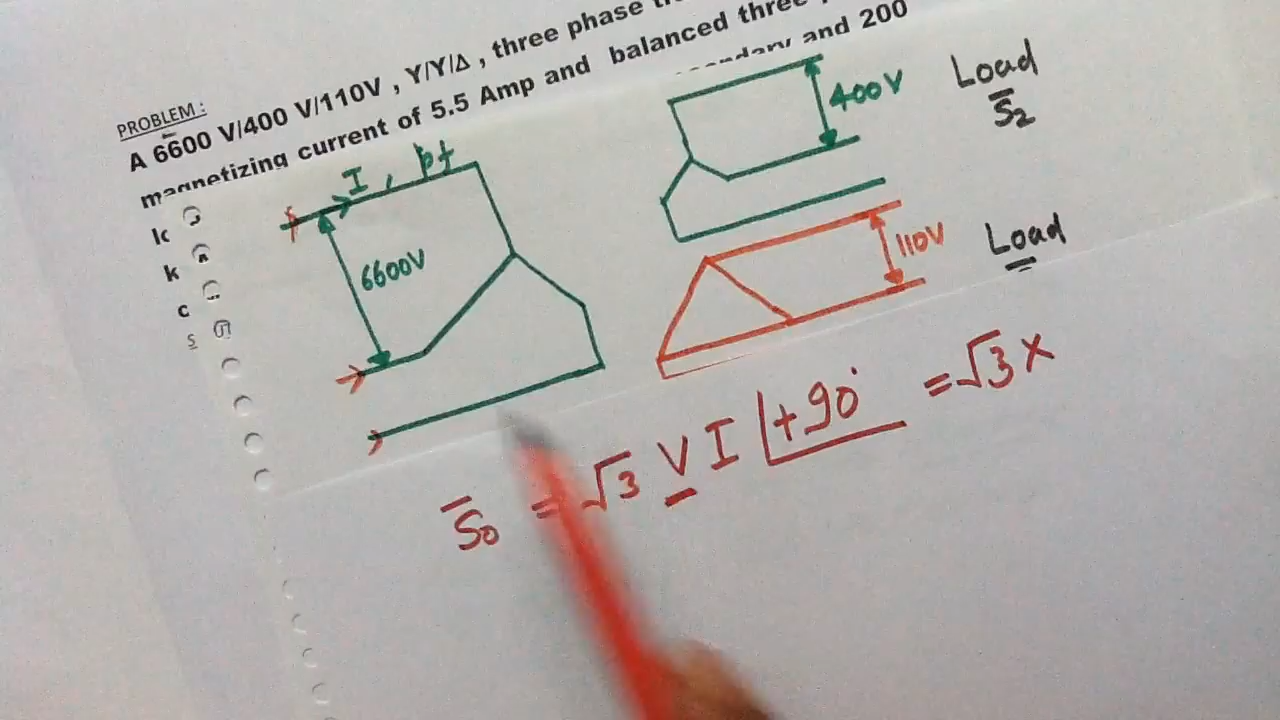 PROBLEM :
A 6600 V/400 V/110V , Y/Y/Δ , three phase
magnetizing current of 5.5 Amp and balanced three
and 200
I , pf
6600V
400V
Load
S̅₂
110V
Load
S̅₀ = √3 V I ∠+90° = √3 ×